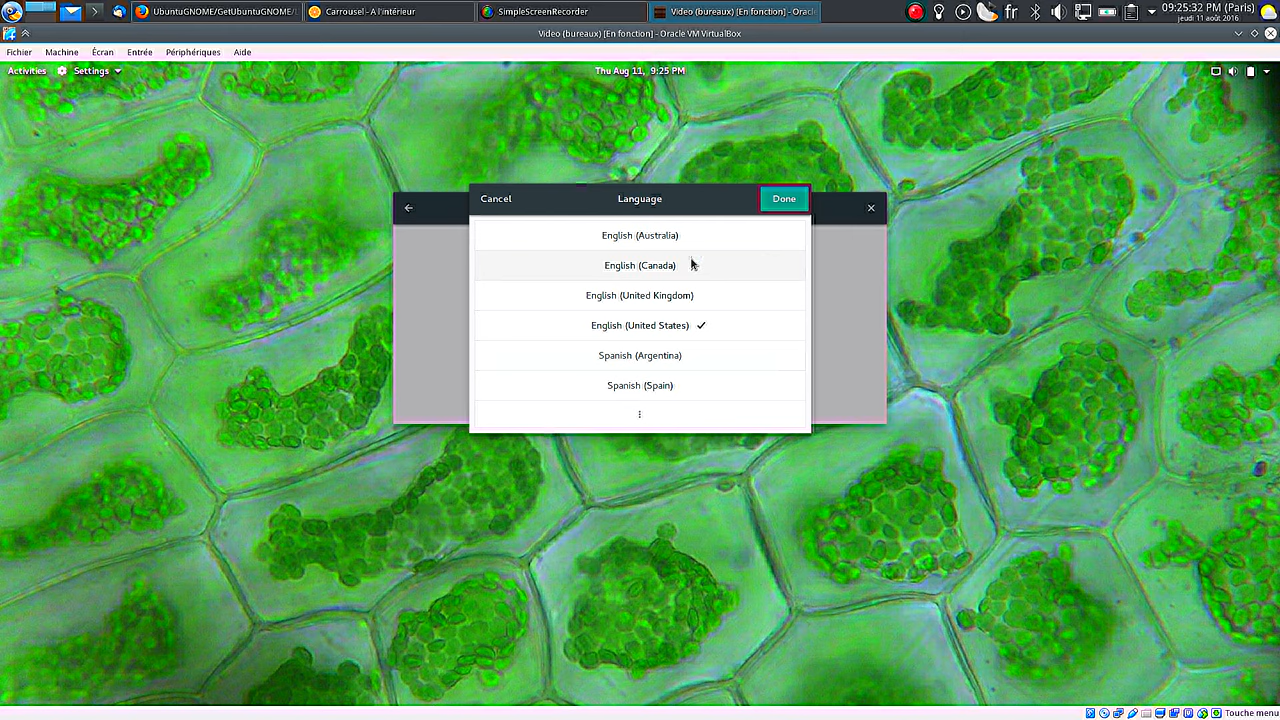 UbuntuGNOME/GetUbuntuGNOME/
Carrousel - A l'intérieur
SimpleScreenRecorder
Video (bureaux) [En fonction] - Oracl
fr
09:25:32 PM (Paris)
jeudi 11 août 2016
Video (bureaux) [En fonction] - Oracle VM VirtualBox
Fichier Machine Écran Entrée Périphériques Aide
Activities Settings Thu Aug 11, 9:25 PM
Cancel Language Done
English (Australia)
English (Canada)
English (United Kingdom)
English (United States)
Spanish (Argentina)
Spanish (Spain)
Touche menu